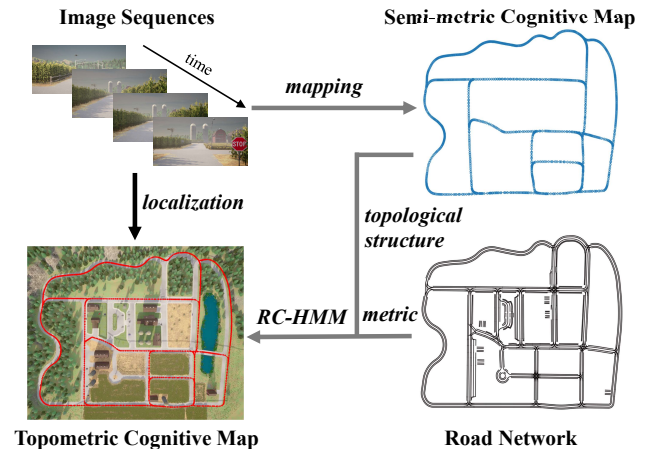 Image Sequences
Semi-metric Cognitive Map
time
mapping
STOP
localization
topological
structure
RC-HMM
metric
Topometric Cognitive Map
Road Network